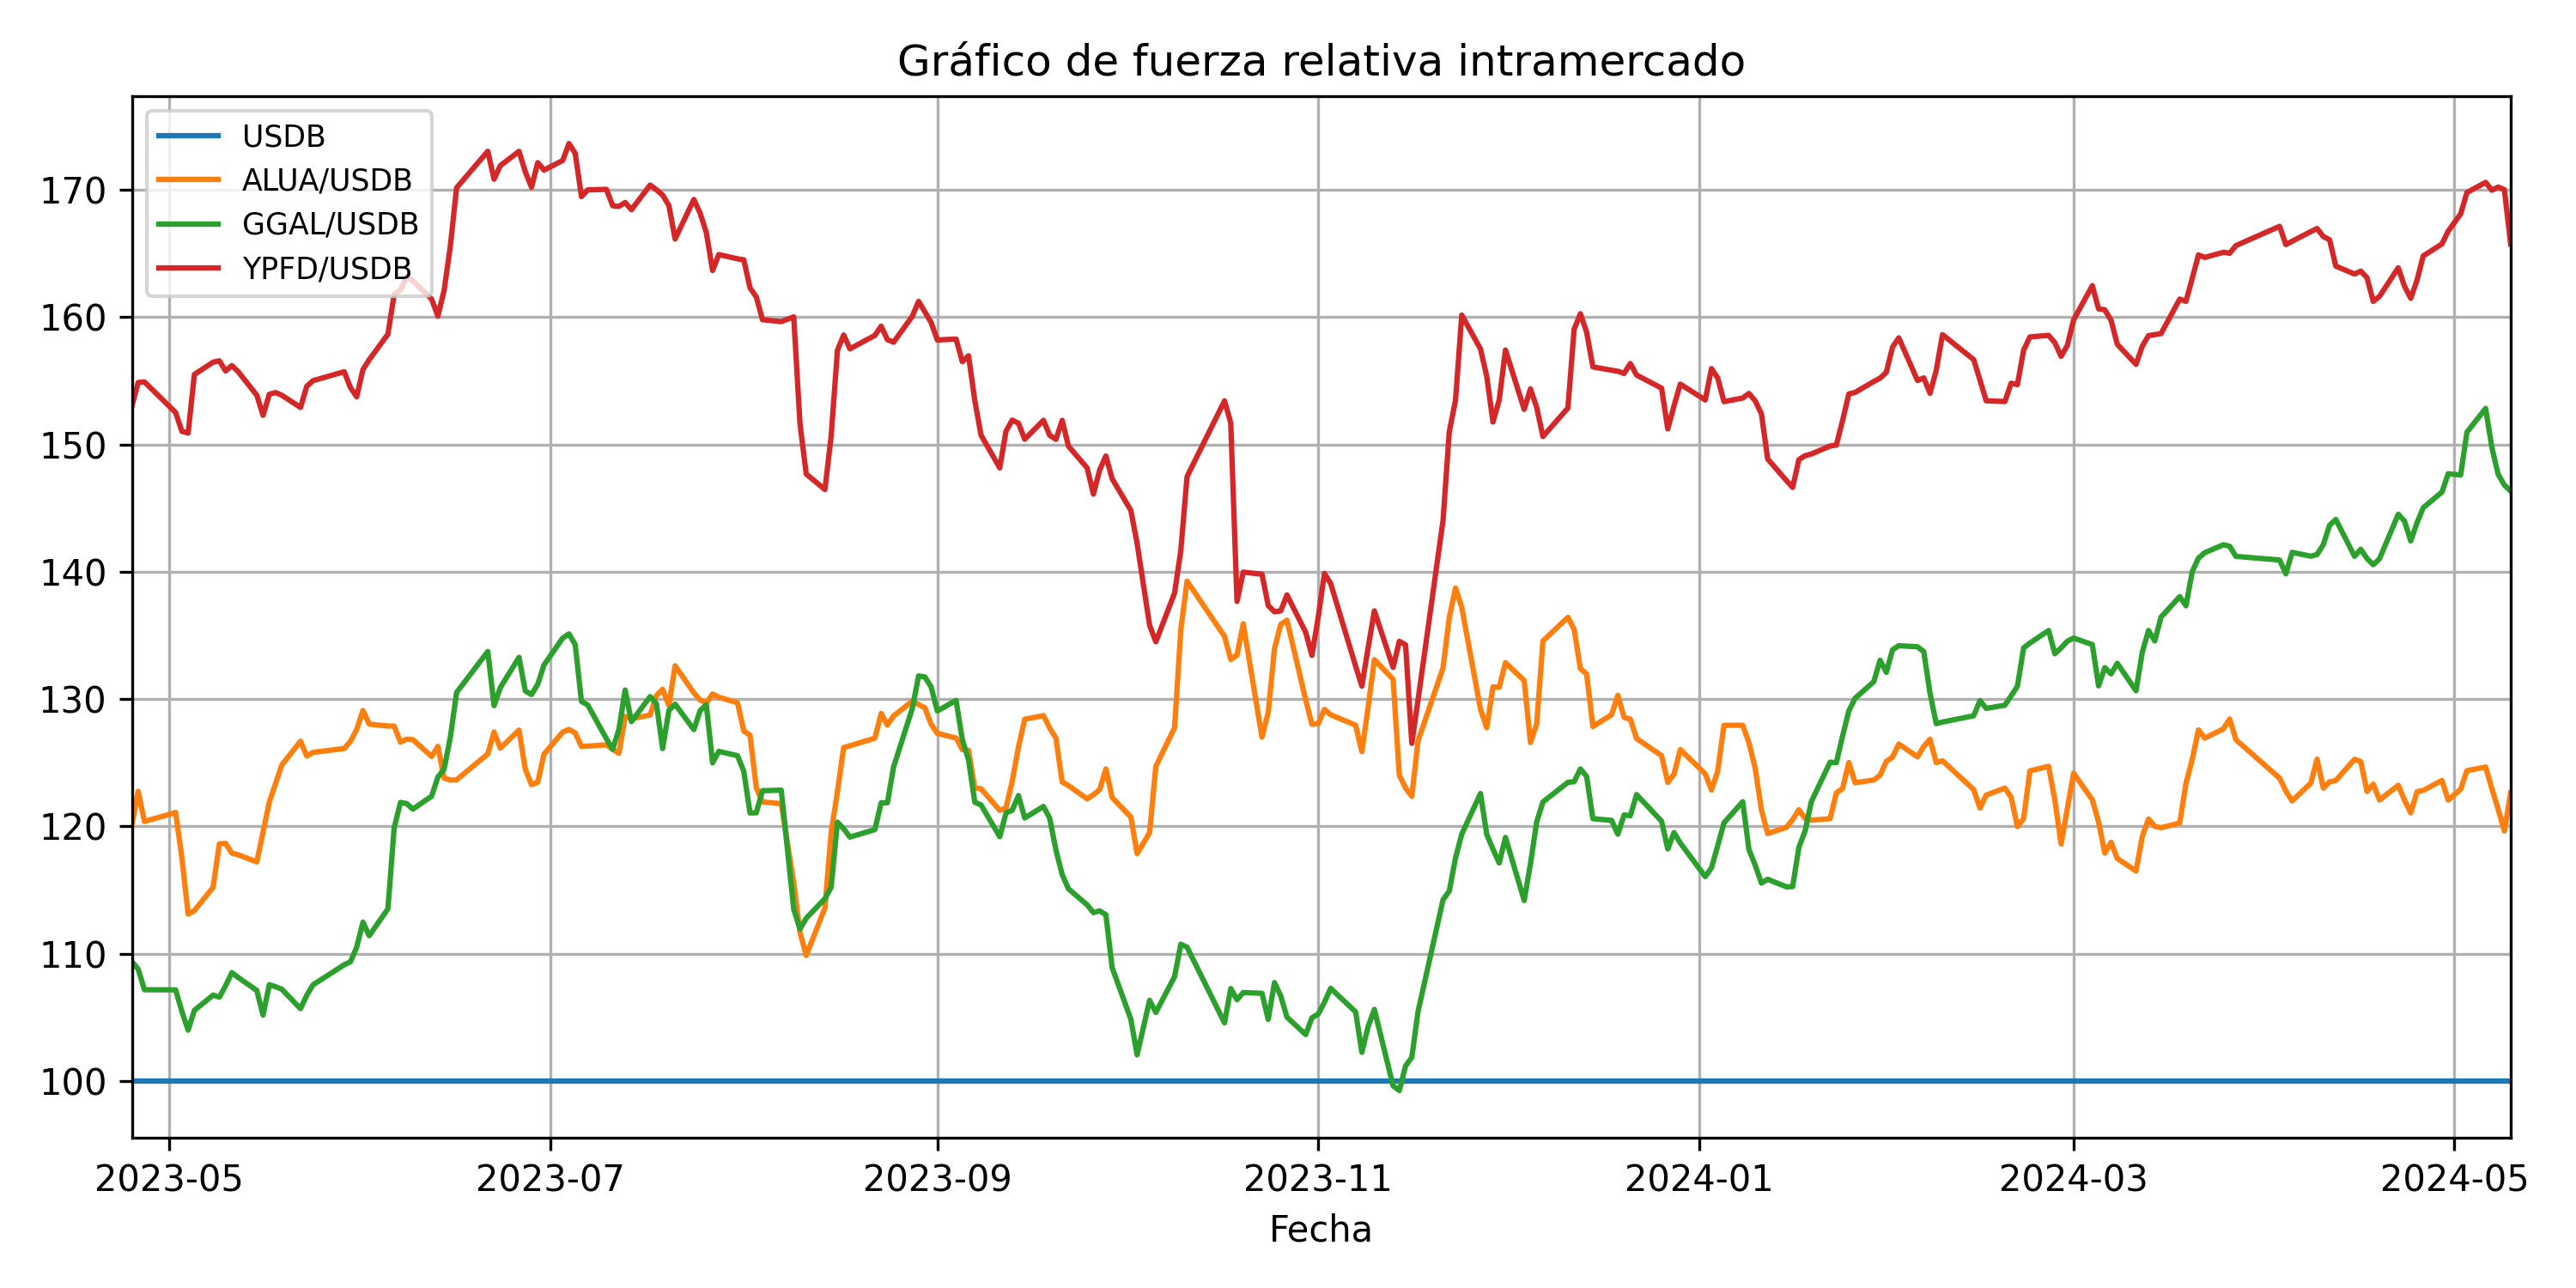 Gráfico de fuerza relativa intramercado
USDB
ALUA/USDB
GGAL/USDB
YPFD/USDB
170
160
150
140
130
120
110
100
2023-05 2023-07 2023-09 2023-11 2024-01 2024-03 2024-05
Fecha